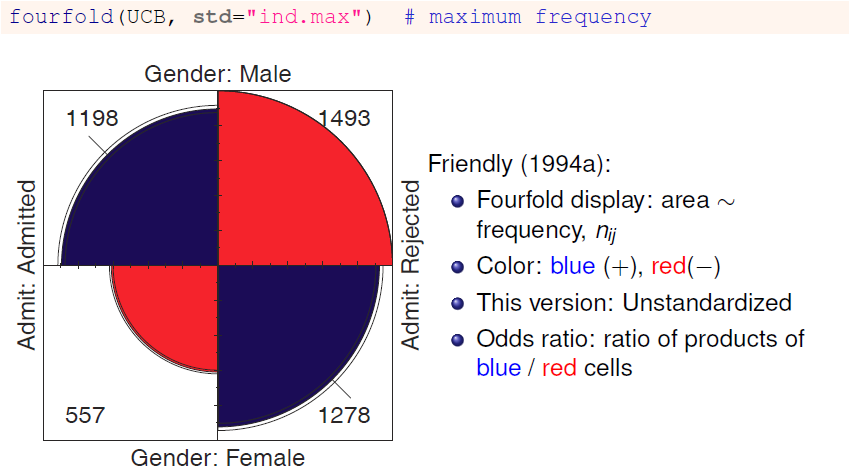 fourfold(UCB, std="ind.max")  # maximum frequency
Gender: Male
1198
1493
Admit: Admitted
Admit: Rejected
557
1278
Gender: Female
Friendly (1994a):
Fourfold display: area ∼
frequency, nij
Color: blue (+), red(−)
This version: Unstandardized
Odds ratio: ratio of products of
blue / red cells